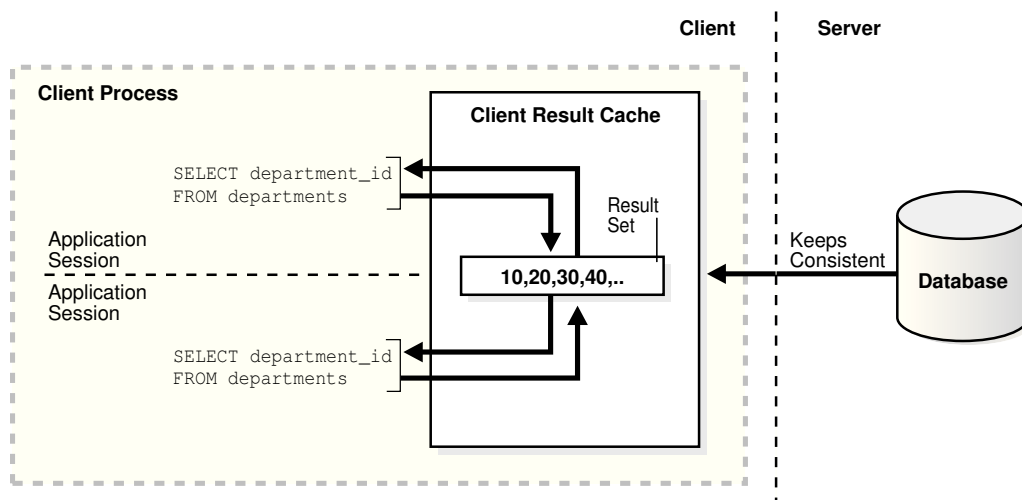 Client
Server
Client Process
Client Result Cache
SELECT department_id
FROM departments
Result
Set
Application
Session
Keeps
Consistent
10,20,30,40,..
Database
Application
Session
SELECT department_id
FROM departments